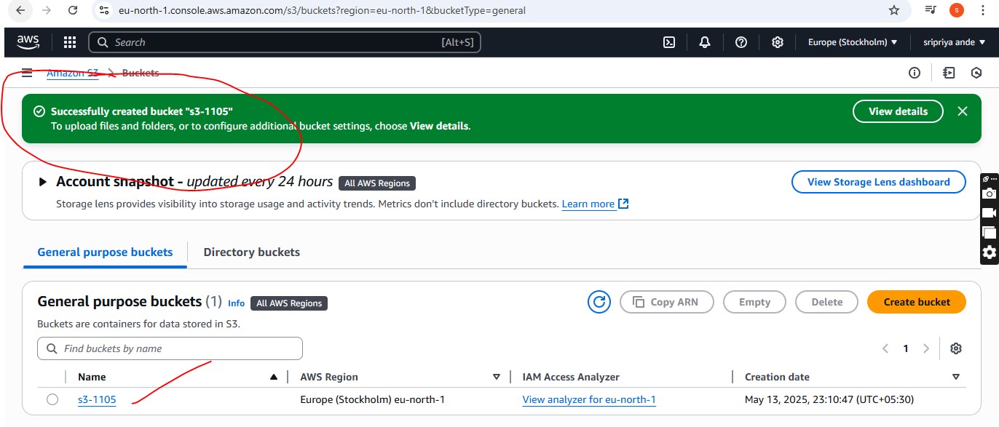 eu-north-1.console.aws.amazon.com/s3/buckets?region=eu-north-1&bucketType=general
S
aws
Search [Alt+S] Europe (Stockholm) sripriya ande
Amazon S3 Buckets
Successfully created bucket "s3-1105"
To upload files and folders, or to configure additional bucket settings, choose View details.
View details
Account snapshot - updated every 24 hours All AWS Regions
View Storage Lens dashboard
Storage lens provides visibility into storage usage and activity trends. Metrics don't include directory buckets. Learn more
General purpose buckets Directory buckets
General purpose buckets (1) Info All AWS Regions
Copy ARN Empty Delete Create bucket
Buckets are containers for data stored in S3.
Find buckets by name
1
Name AWS Region IAM Access Analyzer Creation date
s3-1105 Europe (Stockholm) eu-north-1 View analyzer for eu-north-1 May 13, 2025, 23:10:47 (UTC+05:30)